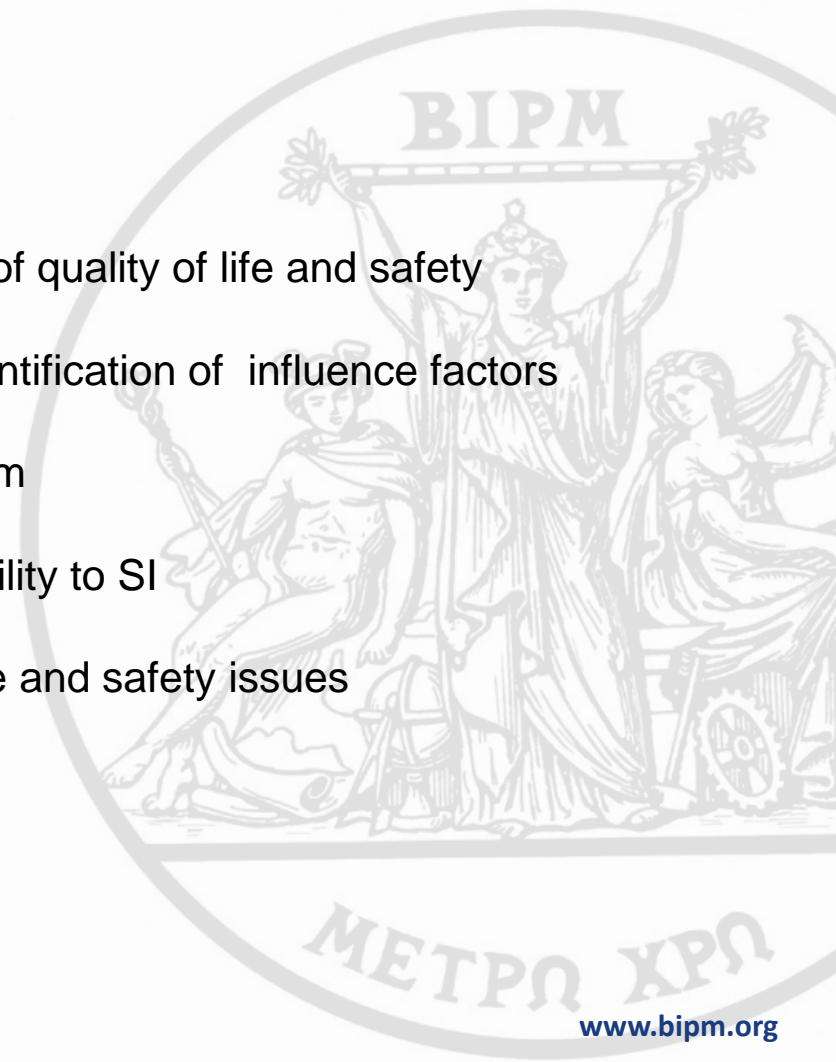 BIPM
of quality of life and safety
ntification of  influence factors
m
ility to SI
e and safety issues
ΜΕΤΡΩ ΧΡΩ
www.bipm.org